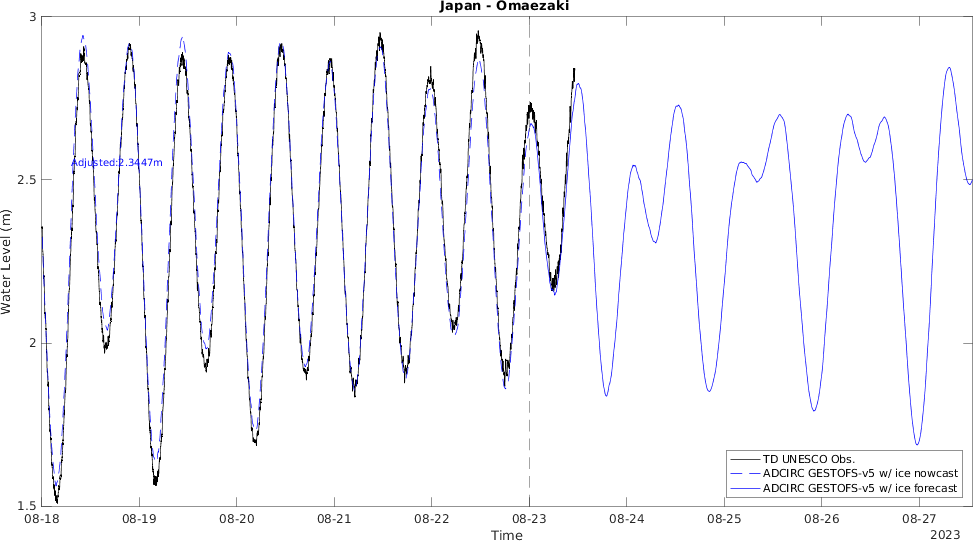 Japan - Omaezaki
3
2.5
2
1.5
Water Level (m)
Adjusted:2.3447m
TD UNESCO Obs.
ADCIRC GESTOFS-v5 w/ ice nowcast
ADCIRC GESTOFS-v5 w/ ice forecast
08-18 08-19 08-20 08-21 08-22 08-23 08-24 08-25 08-26 08-27
Time
2023